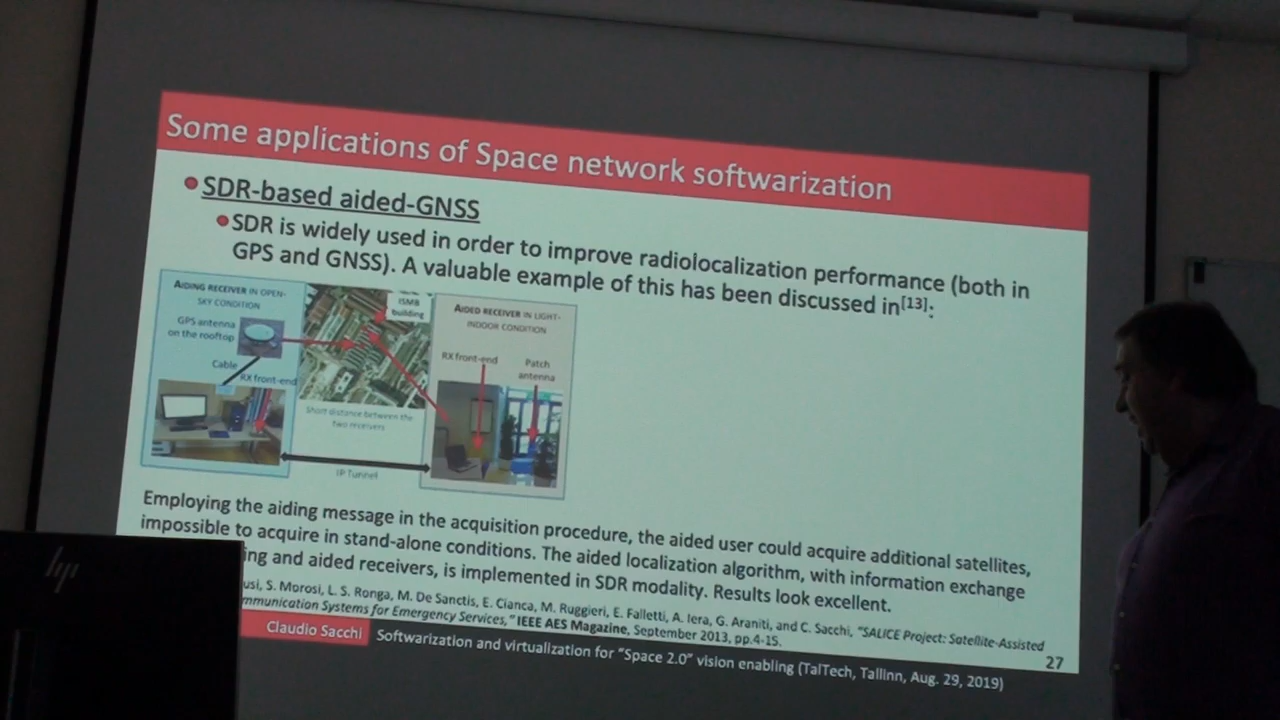 Some applications of Space network softwarization
SDR-based aided-GNSS
SDR is widely used in order to improve radiolocalization performance (both in
GPS and GNSS). A valuable example of this has been discussed in[13]:
AIDING RECEIVER IN OPEN-
SKY CONDITION
GPS antenna
on the rooftop
Cable
RX front-end
ISMB
building
Short distance between the
two receivers
AIDED RECEIVER IN LIGHT-
INDOOR CONDITION
RX front-end
Patch
antenna
IP Tunnel
Employing the aiding message in the acquisition procedure, the aided user could acquire additional satellites,
impossible to acquire in stand-alone conditions. The aided localization algorithm, with information exchange
ing and aided receivers, is implemented in SDR modality. Results look excellent.
usi, S. Morosi, L. S. Ronga, M. De Sanctis, E. Cianca, M. Ruggieri, E. Falletti, A. Iera, G. Araniti, and C. Sacchi, "SALICE Project: Satellite-Assisted
mmunication Systems for Emergency Services," IEEE AES Magazine, September 2013, pp.4-15.
27
Claudio Sacchi
Softwarization and virtualization for "Space 2.0" vision enabling (TalTech, Tallinn, Aug. 29, 2019)
hp